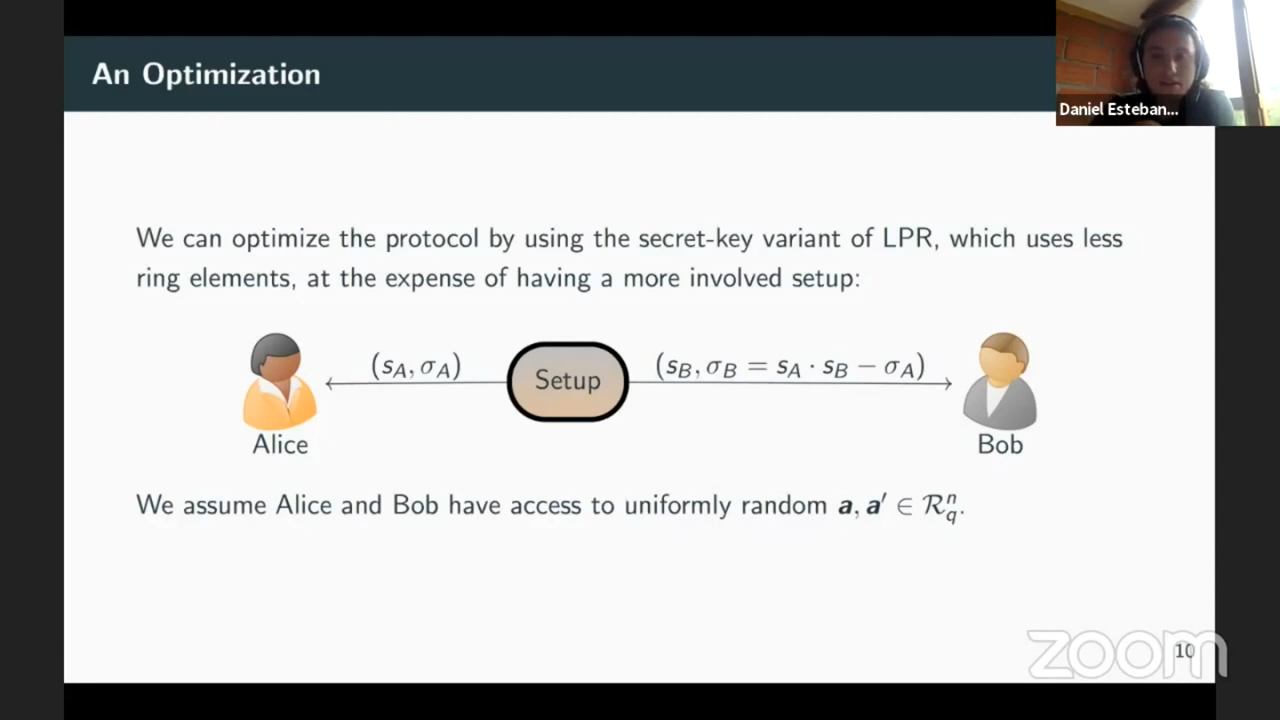 An Optimization
Daniel Esteban...
We can optimize the protocol by using the secret-key variant of LPR, which uses less
ring elements, at the expense of having a more involved setup:
(s_A, σ_A)
Setup
(s_B, σ_B = s_A · s_B − σ_A)
Alice
Bob
We assume Alice and Bob have access to uniformly random a, a′ ∈ ℛ_q^n.
zoom
10